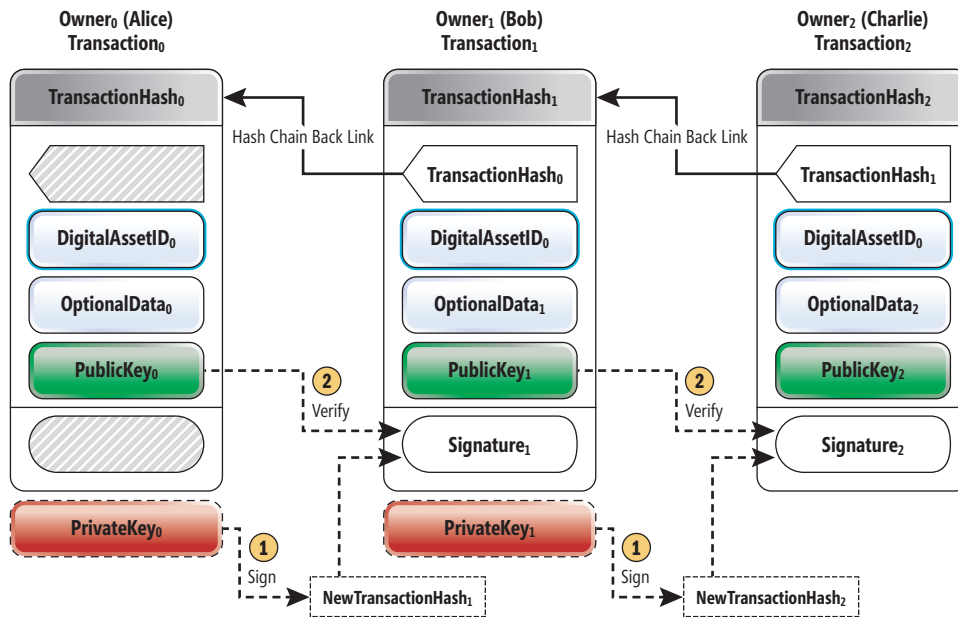 Owner₀ (Alice)
Transaction₀
Owner₁ (Bob)
Transaction₁
Owner₂ (Charlie)
Transaction₂
TransactionHash₀
TransactionHash₁
TransactionHash₂
Hash Chain Back Link
Hash Chain Back Link
TransactionHash₀
TransactionHash₁
DigitalAssetID₀
DigitalAssetID₀
DigitalAssetID₀
OptionalData₀
OptionalData₁
OptionalData₂
PublicKey₀
2
PublicKey₁
2
PublicKey₂
Verify
Verify
Signature₁
Signature₂
PrivateKey₀
PrivateKey₁
1
1
Sign
Sign
NewTransactionHash₁
NewTransactionHash₂